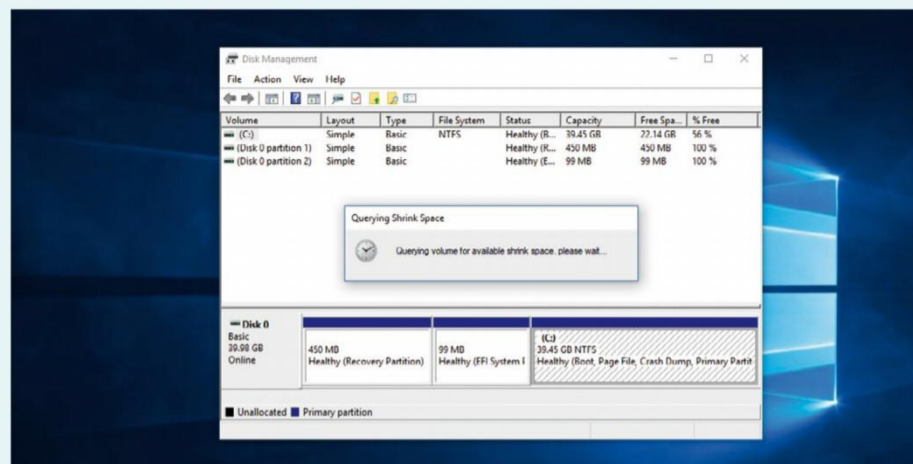 Disk Management
File Action View Help
Volume Layout Type File System Status Capacity Free Spa... % Free
(C:) Simple Basic NTFS Healthy (B... 39.45 GB 22.14 GB 56 %
(Disk 0 partition 1) Simple Basic Healthy (R... 450 MB 450 MB 100 %
(Disk 0 partition 2) Simple Basic Healthy (E... 99 MB 99 MB 100 %
Querying Shrink Space
Querying volume for available shrink space, please wait...
Disk 0
Basic
39.98 GB
Online
450 MB
Healthy (Recovery Partition)
99 MB
Healthy (EFI System P
(C:)
39.45 GB NTFS
Healthy (Boot, Page File, Crash Dump, Primary Partit
Unallocated Primary partition